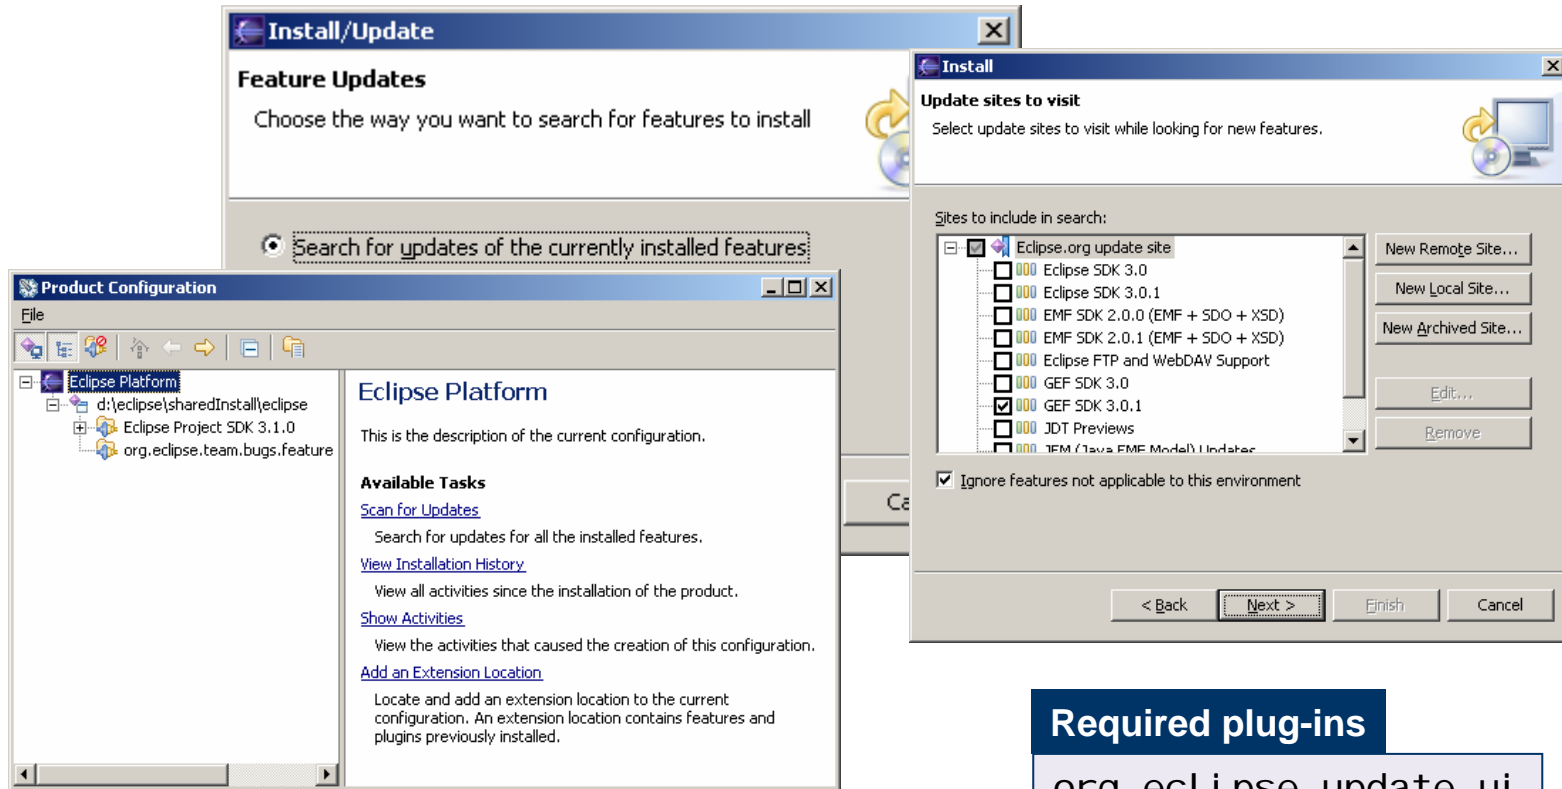 Install/Update
Feature Updates
Choose the way you want to search for features to install
Search for updates of the currently installed features
Product Configuration
File
Eclipse Platform
d:\eclipse\sharedInstall\eclipse
Eclipse Project SDK 3.1.0
org.eclipse.team.bugs.feature
Eclipse Platform
This is the description of the current configuration.
Available Tasks
Scan for Updates
Search for updates for all the installed features.
View Installation History
View all activities since the installation of the product.
Show Activities
View the activities that caused the creation of this configuration.
Add an Extension Location
Locate and add an extension location to the current
configuration. An extension location contains features and
plugins previously installed.
Install
Update sites to visit
Select update sites to visit while looking for new features.
Sites to include in search:
Eclipse.org update site
Eclipse SDK 3.0
Eclipse SDK 3.0.1
EMF SDK 2.0.0 (EMF + SDO + XSD)
EMF SDK 2.0.1 (EMF + SDO + XSD)
Eclipse FTP and WebDAV Support
GEF SDK 3.0
GEF SDK 3.0.1
JDT Previews
JEM (Java EMF Model) Updates
New Remote Site...
New Local Site...
New Archived Site...
Edit...
Remove
Ignore features not applicable to this environment
< Back
Next >
Finish
Cancel
Required plug-ins
org.eclipse.update.ui